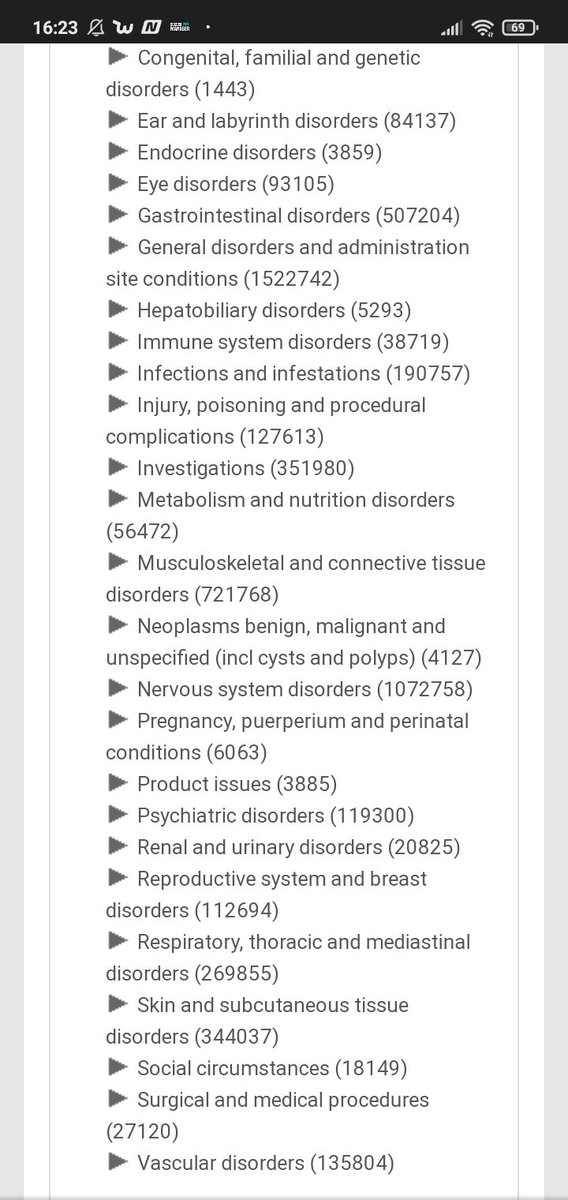 16:23 69
Congenital, familial and genetic
disorders (1443)
Ear and labyrinth disorders (84137)
Endocrine disorders (3859)
Eye disorders (93105)
Gastrointestinal disorders (507204)
General disorders and administration
site conditions (1522742)
Hepatobiliary disorders (5293)
Immune system disorders (38719)
Infections and infestations (190757)
Injury, poisoning and procedural
complications (127613)
Investigations (351980)
Metabolism and nutrition disorders
(56472)
Musculoskeletal and connective tissue
disorders (721768)
Neoplasms benign, malignant and
unspecified (incl cysts and polyps) (4127)
Nervous system disorders (1072758)
Pregnancy, puerperium and perinatal
conditions (6063)
Product issues (3885)
Psychiatric disorders (119300)
Renal and urinary disorders (20825)
Reproductive system and breast
disorders (112694)
Respiratory, thoracic and mediastinal
disorders (269855)
Skin and subcutaneous tissue
disorders (344037)
Social circumstances (18149)
Surgical and medical procedures
(27120)
Vascular disorders (135804)